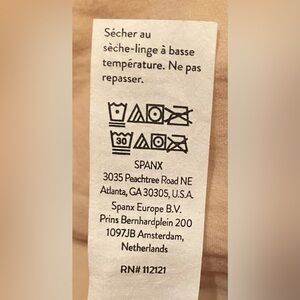 Sécher au
sèche-linge à basse
température. Ne pas
repasser.
30
SPANX
3035 Peachtree Road NE
Atlanta, GA 30305, U.S.A.
Spanx Europe B.V.
Prins Bernhardplein 200
1097JB Amsterdam,
Netherlands
RN# 112121